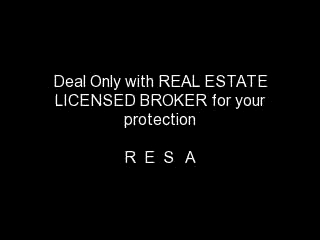 Deal Only with REAL ESTATE
LICENSED BROKER for your
protection
R E S A